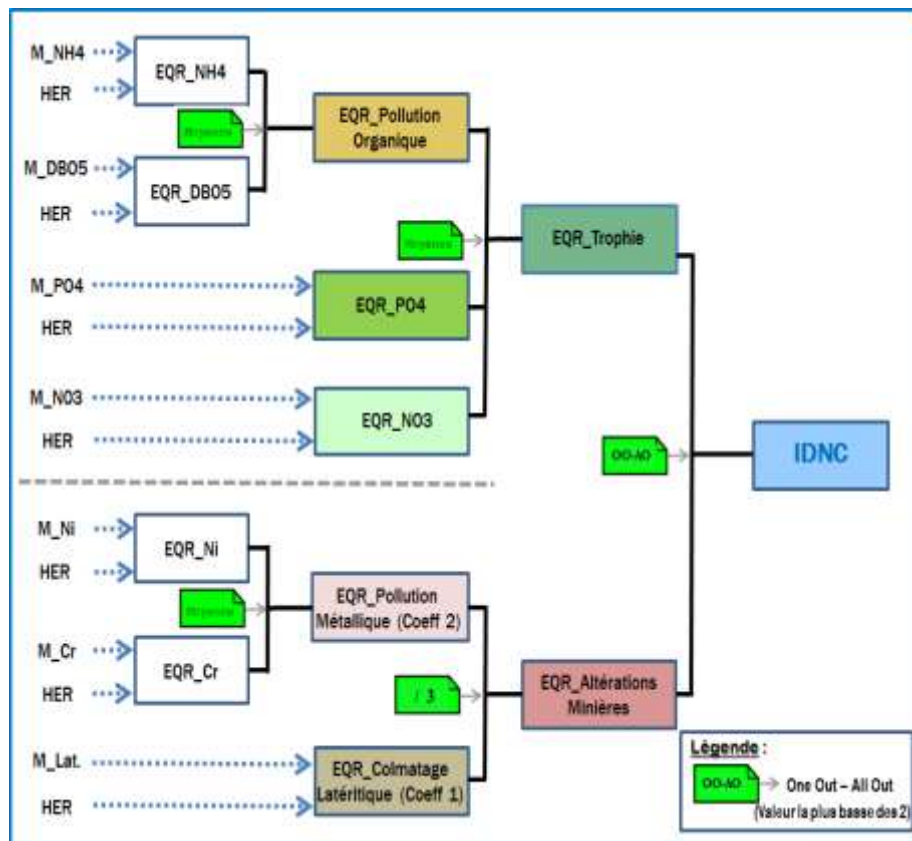 M_NH4
HER
EQR_NH4
M_DBO5
HER
EQR_DBO5
EQR_Pollution
Organique
M_PO4
HER
EQR_PO4
M_NO3
HER
EQR_NO3
EQR_Trophie
OO-AO
IDNC
M_Ni
HER
EQR_Ni
M_Cr
HER
EQR_Cr
EQR_Pollution
Métallique (Coeff 2)
/ 3
M_Lat.
HER
EQR_Colmatage
Latéritique (Coeff 1)
EQR_Altérations
Minières
Légende :
OO-AO
One Out – All Out
(Valeur la plus basse des 2)